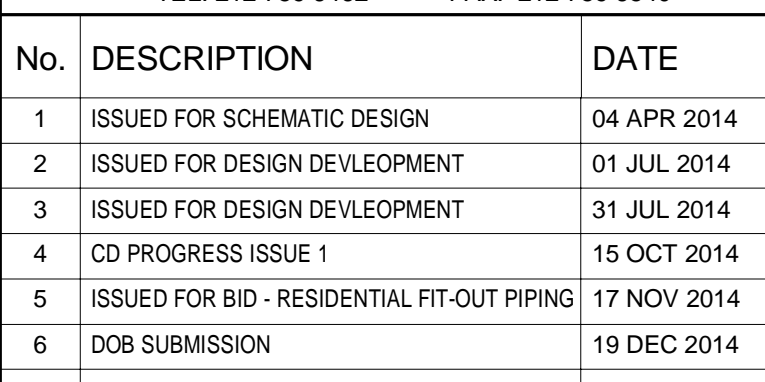 No. DESCRIPTION DATE
1 ISSUED FOR SCHEMATIC DESIGN 04 APR 2014
2 ISSUED FOR DESIGN DEVLEOPMENT 01 JUL 2014
3 ISSUED FOR DESIGN DEVLEOPMENT 31 JUL 2014
4 CD PROGRESS ISSUE 1 15 OCT 2014
5 ISSUED FOR BID - RESIDENTIAL FIT-OUT PIPING 17 NOV 2014
6 DOB SUBMISSION 19 DEC 2014